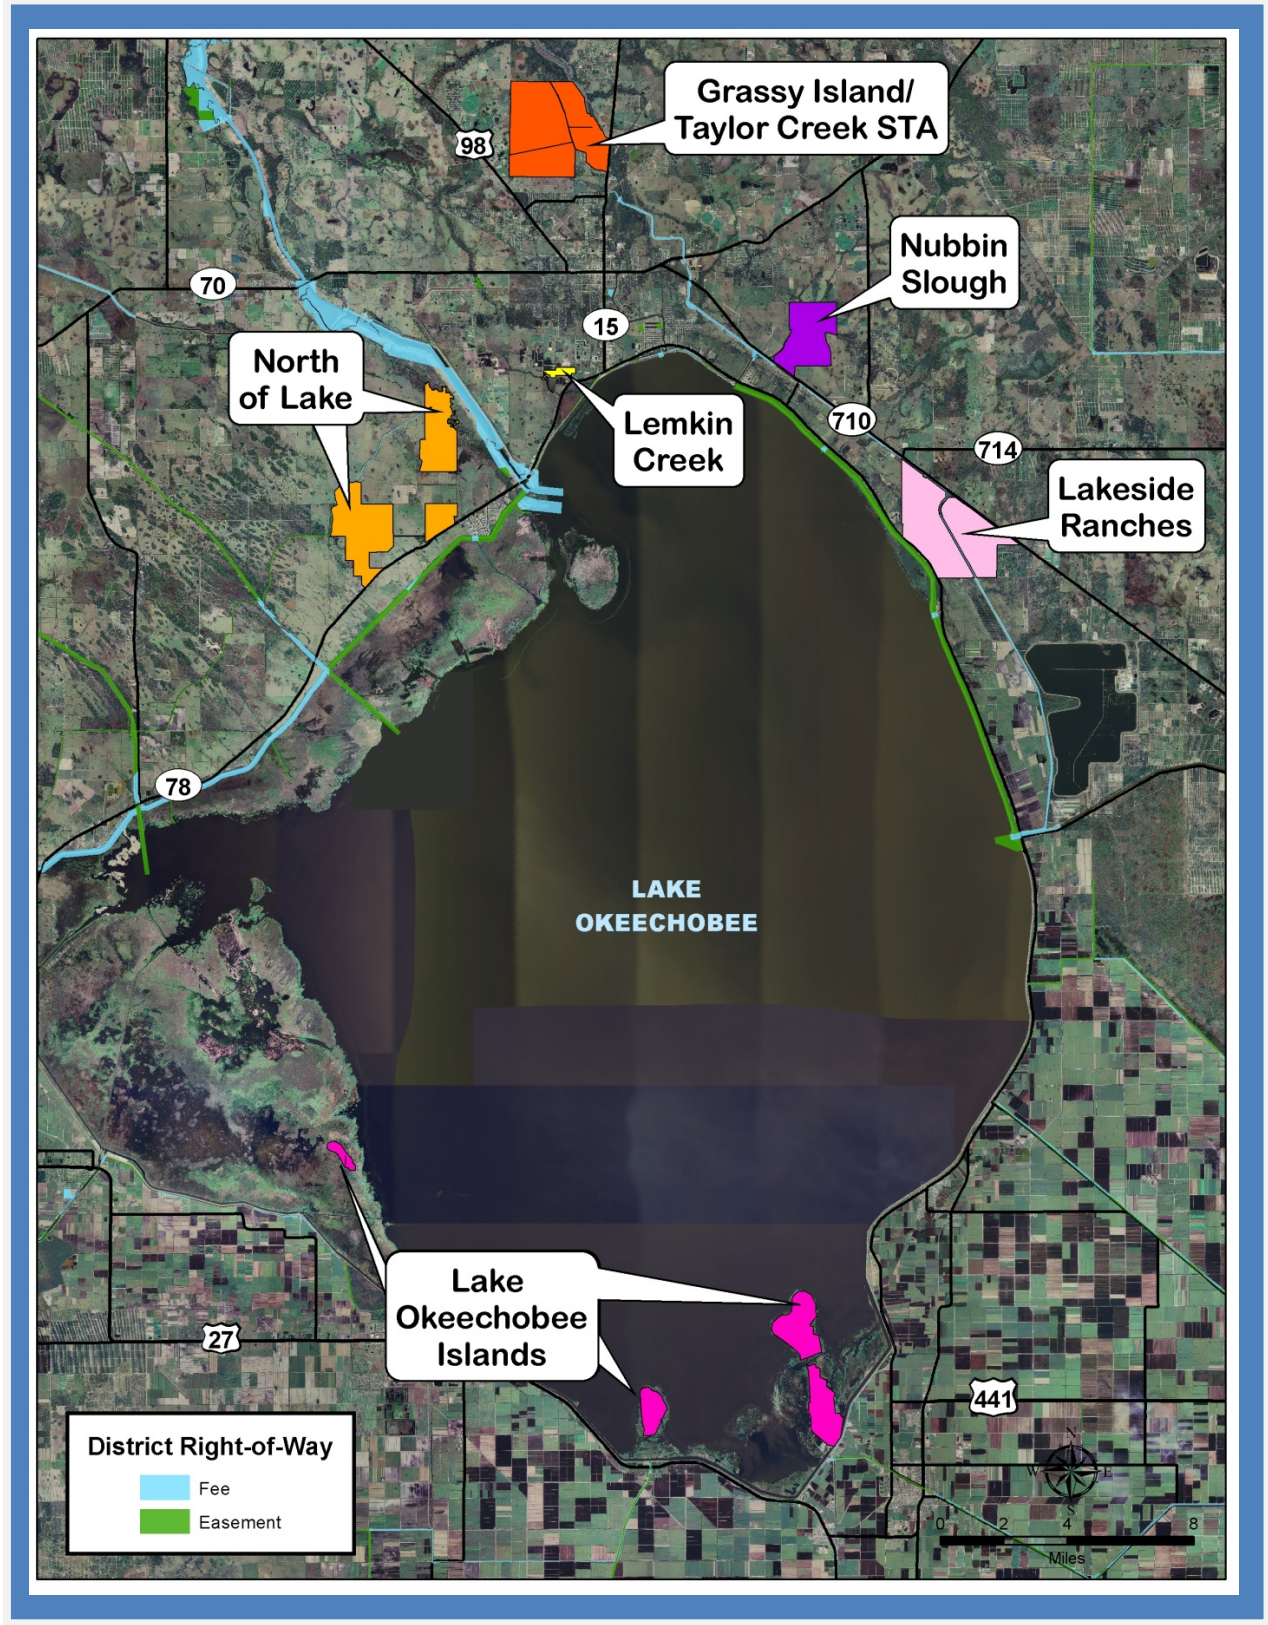 Grassy Island/
Taylor Creek STA
98
Nubbin
Slough
70
15
North
of Lake
Lemkin
Creek
710
714
Lakeside
Ranches
78
LAKE
OKEECHOBEE
Lake
Okeechobee
Islands
27
441
District Right-of-Way
Fee
Easement
N
W
E
S
0 2 4 8
Miles